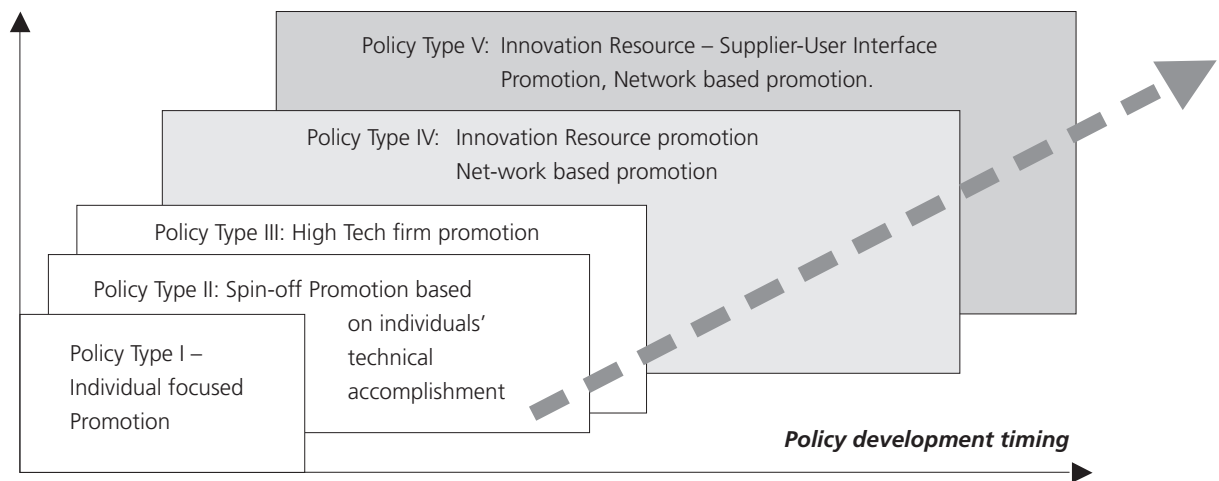 Policy Type V: Innovation Resource – Supplier-User Interface
Promotion, Network based promotion.
Policy Type IV: Innovation Resource promotion
Net-work based promotion
Policy Type III: High Tech firm promotion
Policy Type II: Spin-off Promotion based
on individuals’
technical
accomplishment
Policy Type I –
Individual focused
Promotion
Policy development timing